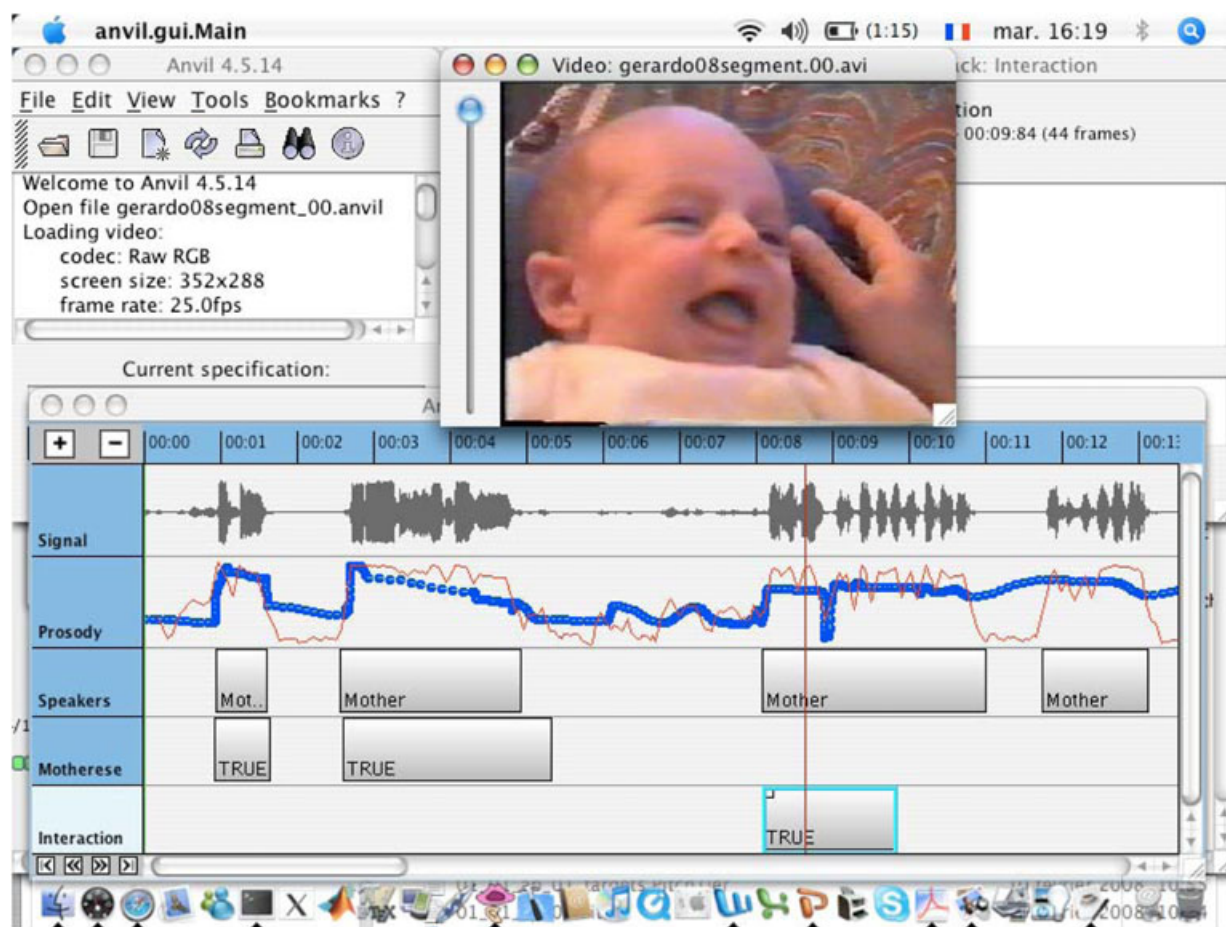 anvil.gui.Main (1:15) mar. 16:19
Anvil 4.5.14
Video: gerardo08segment.00.avi
ck: Interaction
File Edit View Tools Bookmarks ?
tion
00:09:84 (44 frames)
Welcome to Anvil 4.5.14
Open file gerardo08segment_00.anvil
Loading video:
codec: Raw RGB
screen size: 352x288
frame rate: 25.0fps
Current specification:
00:00 00:01 00:02 00:03 00:04 00:05 00:06 00:07 00:08 00:09 00:10 00:11 00:12 00:1
Signal
Prosody
Speakers Mot.. Mother Mother Mother
Motherese TRUE TRUE
Interaction TRUE